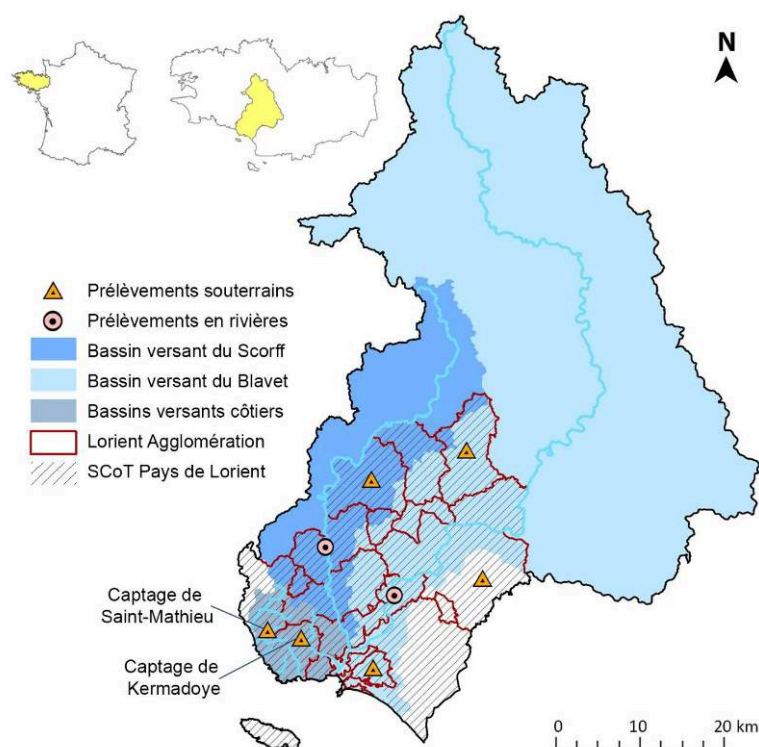 N
Prélèvements souterrains
Prélèvements en rivières
Bassin versant du Scorff
Bassin versant du Blavet
Bassins versants côtiers
Lorient Agglomération
SCoT Pays de Lorient
Captage de
Saint-Mathieu
Captage de
Kermadoye
0 10 20 km